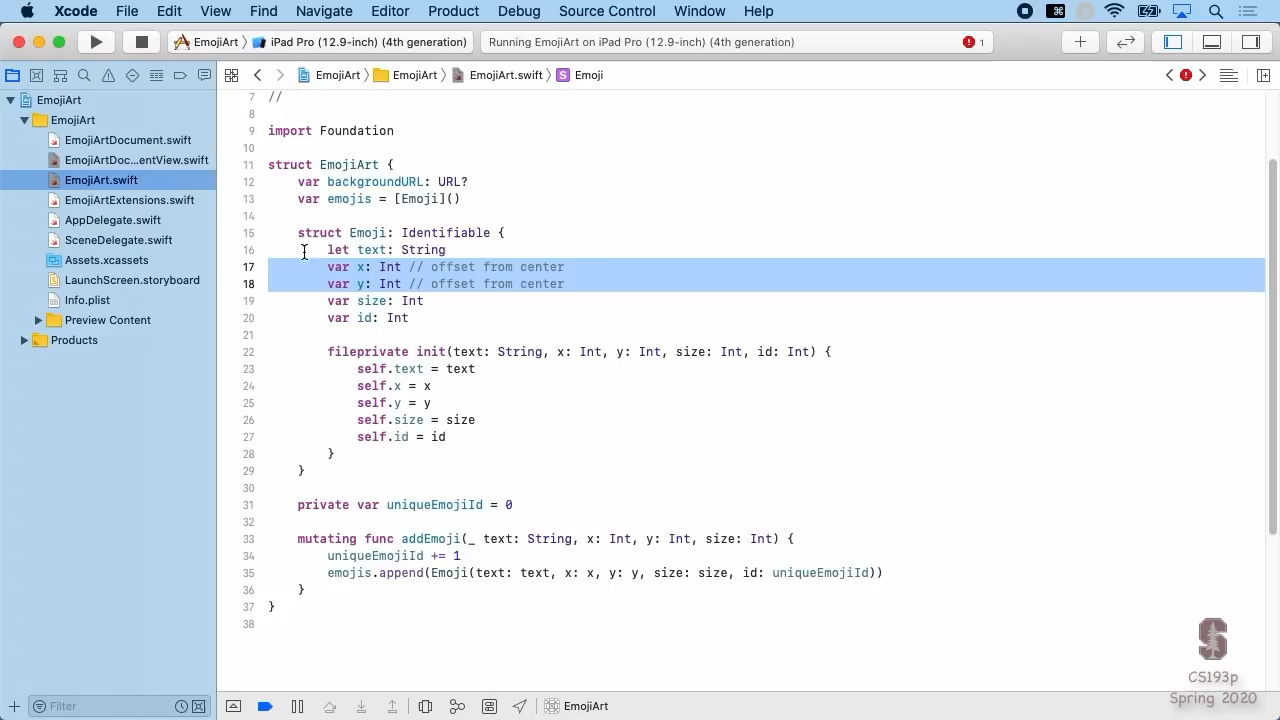 Xcode File Edit View Find Navigate Editor Product Debug Source Control Window Help
EmojiArt iPad Pro (12.9-inch) (4th generation) Running EmojiArt on iPad Pro (12.9-inch) (4th generation) 1
EmojiArt EmojiArt EmojiArt.swift S Emoji
EmojiArt
EmojiArt
EmojiArtDocument.swift
EmojiArtDoc...entView.swift
EmojiArt.swift
EmojiArtExtensions.swift
AppDelegate.swift
SceneDelegate.swift
Assets.xcassets
LaunchScreen.storyboard
Info.plist
Preview Content
Products
Filter
7 //
8
9 import Foundation
10
11 struct EmojiArt {
12 var backgroundURL: URL?
13 var emojis = [Emoji]()
14
15 struct Emoji: Identifiable {
16 let text: String
17 var x: Int // offset from center
18 var y: Int // offset from center
19 var size: Int
20 var id: Int
21
22 fileprivate init(text: String, x: Int, y: Int, size: Int, id: Int) {
23 self.text = text
24 self.x = x
25 self.y = y
26 self.size = size
27 self.id = id
28 }
29 }
30
31 private var uniqueEmojiId = 0
32
33 mutating func addEmoji(_ text: String, x: Int, y: Int, size: Int) {
34 uniqueEmojiId += 1
35 emojis.append(Emoji(text: text, x: x, y: y, size: size, id: uniqueEmojiId))
36 }
37 }
38
EmojiArt
S
CS193p
Spring 2020